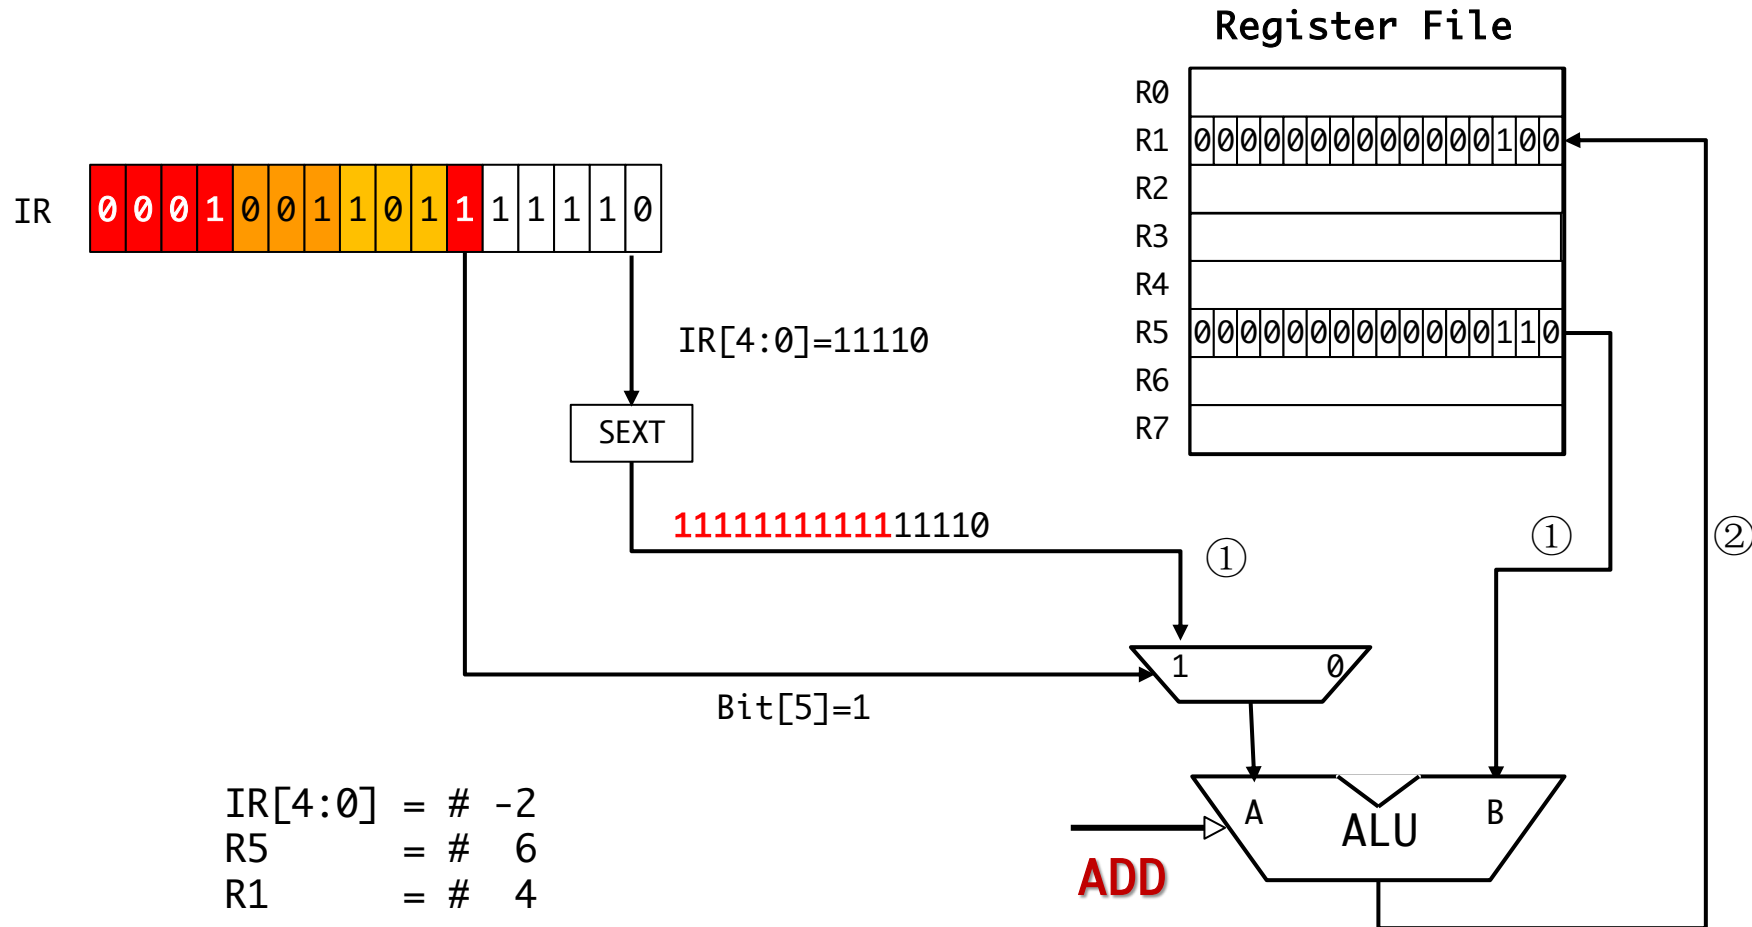 Register File
R0
R1 0000000000000100
R2
IR 0001001101111110
R3
R4
R5 0000000000000110
IR[4:0]=11110
R6
R7
SEXT
1111111111111110
①
①
②
1 0
Bit[5]=1
IR[4:0] = # -2
R5 = # 6
R1 = # 4
A
B
ALU
ADD